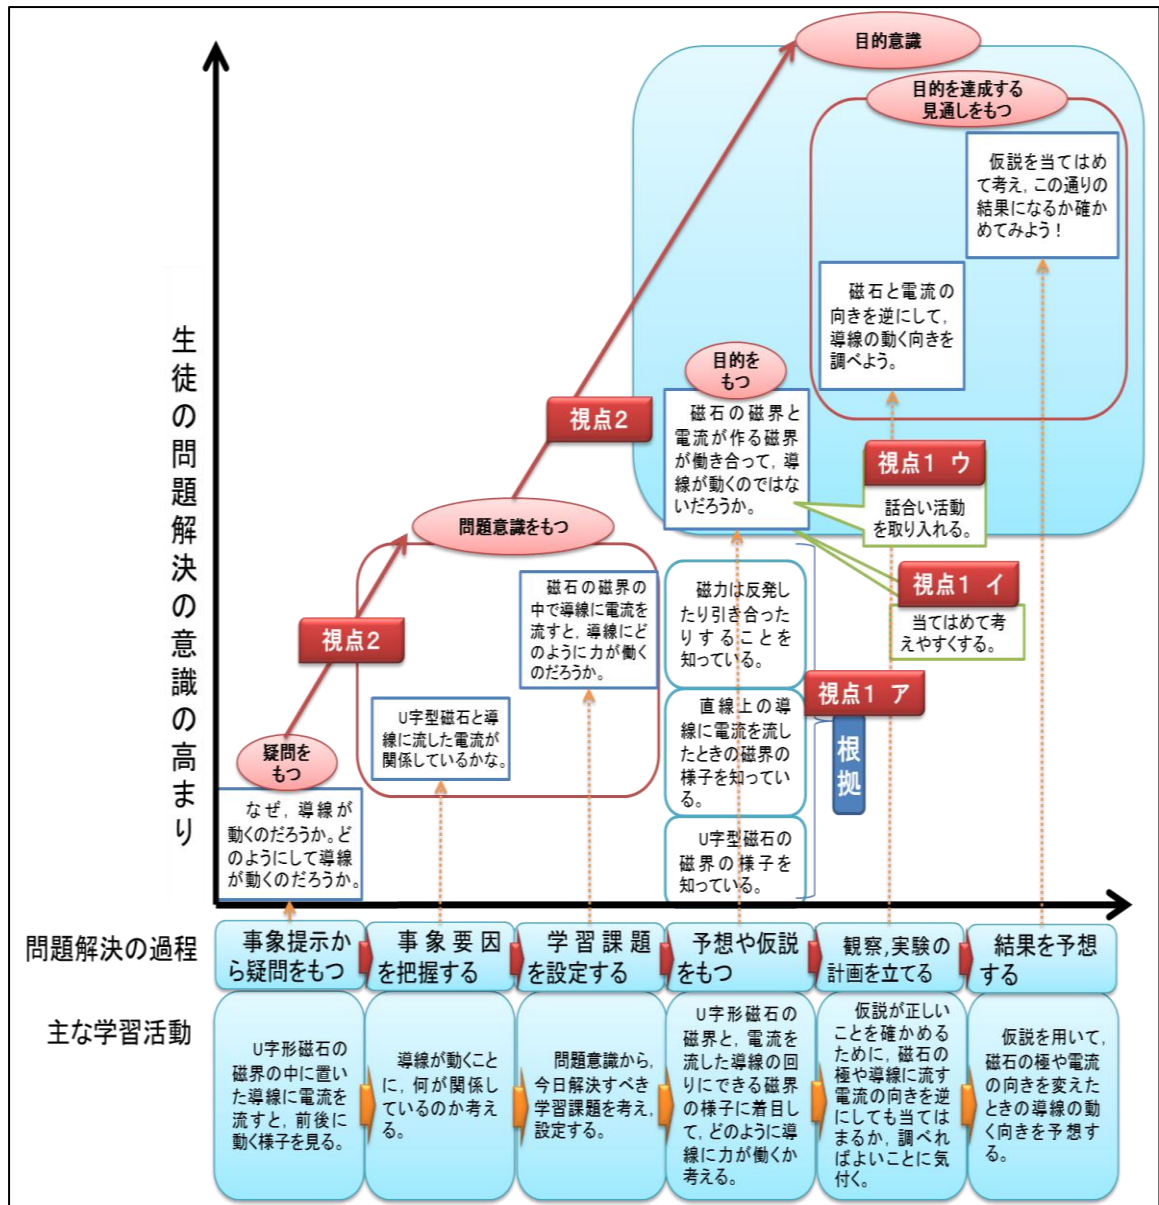 生徒の問題解決の意識の高まり
目的意識
目的を達成する
見通しをもつ
仮説を当てはめ
て考え,この通りの
結果になるか確か
めてみよう！
磁石と電流の
向きを逆にして,
導線の動く向きを
調べよう。
目的を
もつ
磁石の磁界と
電流が作る磁界
が働き合って,導
線が動くのではな
いだろうか。
視点2
視点1 ウ
話合い活動
を取り入れる。
視点1 イ
当てはめて考
えやすくする。
問題意識をもつ
磁石の磁界の
中で導線に電流を
流すと,導線にど
のように力が働く
のだろうか。
磁力は反発し
たり引き合った
りすることを
知っている。
視点2
視点1 ア
根拠
U字型磁石と導
線に流した電流が
関係しているかな。
直線上の導
線に電流を流し
たときの磁界の
様子を知ってい
る。
疑問を
もつ
なぜ,導線が
動くのだろうか。ど
のようにして導線
が動くのだろうか。
U字型磁石の
磁界の様子を
知っている。
問題解決の過程
事象提示か
ら疑問をもつ
事象要因
を把握する
学習課題
を設定する
予想や仮説
をもつ
観察,実験の
計画を立てる
結果を予想
する
主な学習活動
U字形磁石の
磁界の中に置い
た導線に電流を
流すと,前後に
動く様子を見る。
導線が動くこと
に,何が関係し
ているのか考え
る。
問題意識から,
今日解決すべき
学習課題を考え,
設定する。
U字形磁石の
磁界と,電流を
流した導線の回
りにできる磁界
の様子に着目し
て,どのように導
線に力が働くか
考える。
仮説が正しい
ことを確かめる
ために,磁石の
極や導線に流す
電流の向きを逆
にしても当ては
まるか,調べれ
ばよいことに気
付く。
仮説を用いて,
磁石の極や電流
の向きを変えた
ときの導線の動
く向きを予想す
る。